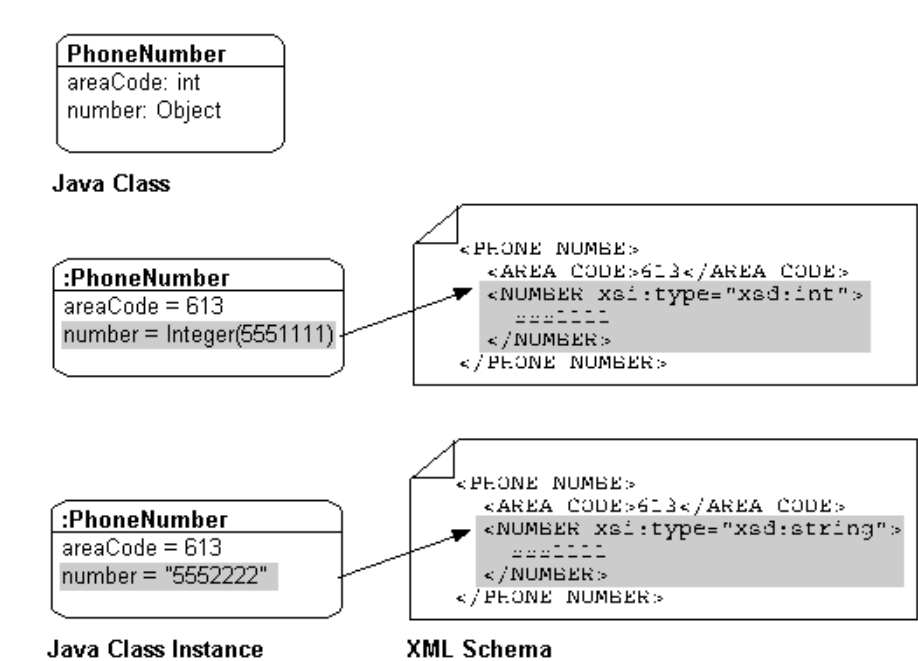 PhoneNumber
areaCode: int
number: Object
Java Class
:PhoneNumber
areaCode = 613
number = Integer(5551111)
<PHONE NUMBE>
<AREA CODE>613</AREA CODE>
<NUMBER xsi:type="xsd:int">
</NUMBER>
</PHONE NUMBER>
:PhoneNumber
areaCode = 613
number = "5552222"
<PHONE NUMBE>
<AREA CODE>613</AREA CODE>
<NUMBER xsi:type="xsd:string">
</NUMBER>
</PHONE NUMBER>
Java Class Instance
XML Schema